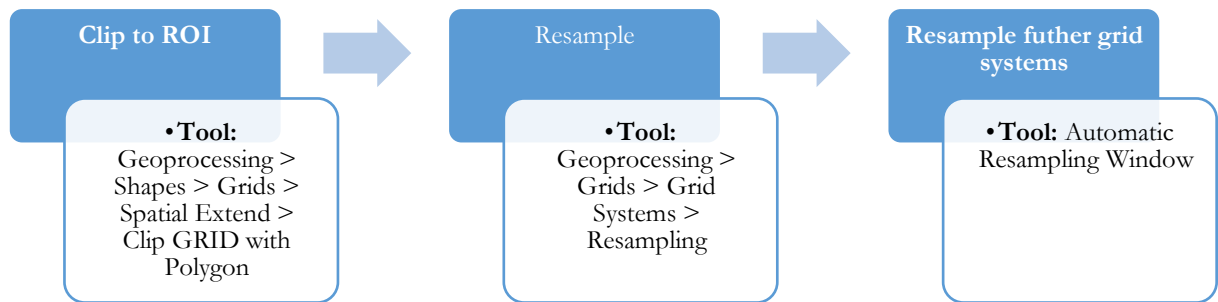 Clip to ROI
•Tool:
Geoprocessing >
Shapes > Grids >
Spatial Extend >
Clip GRID with
Polygon
Resample
•Tool:
Geoprocessing >
Grids > Grid
Systems >
Resampling
Resample futher grid
systems
•Tool: Automatic
Resampling Window